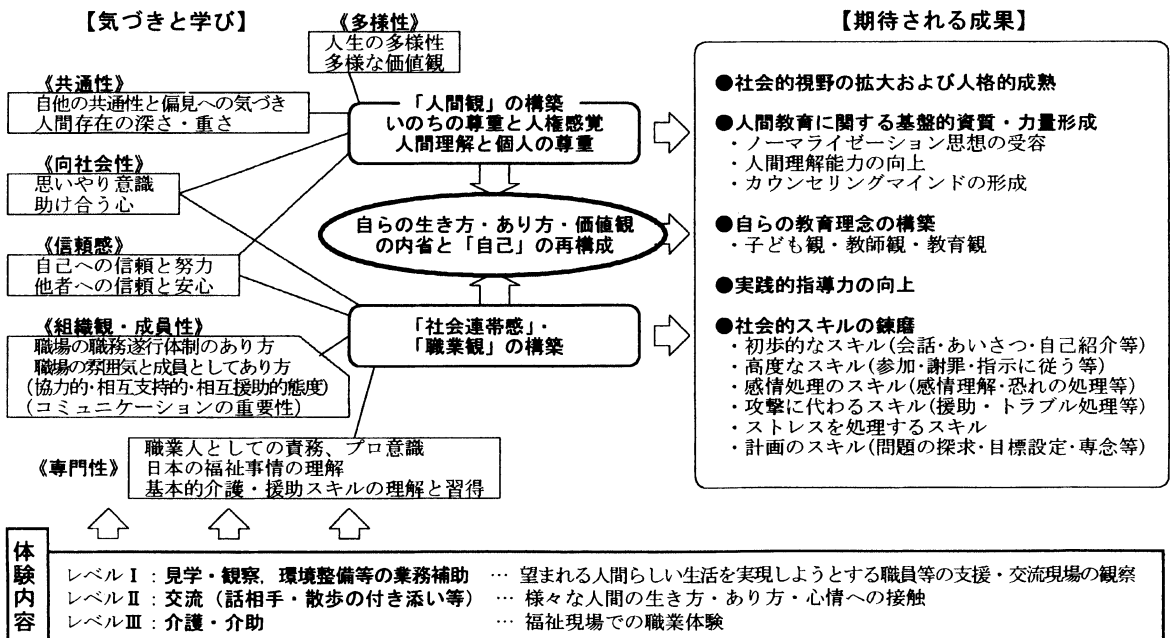 【気づきと学び】
《多様性》
人生の多様性
多様な価値観
《共通性》
自他の共通性と偏見への気づき
人間存在の深さ・重さ
《向社会性》
思いやり意識
助け合う心
《信頼感》
自己への信頼と努力
他者への信頼と安心
《組織観・成員性》
職場の職務遂行体制のあり方
職場の雰囲気と成員としてあり方
(協力的・相互支持的・相互援助的態度)
(コミュニケーションの重要性)
《専門性》
職業人としての責務、プロ意識
日本の福祉事情の理解
基本的介護・援助スキルの理解と習得
「人間観」の構築
いのちの尊重と人権感覚
人間理解と個人の尊重
自らの生き方・あり方・価値観
の内省と「自己」の再構成
「社会連帯感」・
「職業観」の構築
【期待される成果】
●社会的視野の拡大および人格的成熟
●人間教育に関する基盤的資質・力量形成
・ノーマライゼーション思想の受容
・人間理解能力の向上
・カウンセリングマインドの形成
●自らの教育理念の構築
・子ども観・教師観・教育観
●実践的指導力の向上
●社会的スキルの錬磨
・初歩的なスキル(会話・あいさつ・自己紹介等)
・高度なスキル(参加・謝罪・指示に従う等)
・感情処理のスキル(感情理解・恐れの処理等)
・攻撃に代わるスキル(援助・トラブル処理等)
・ストレスを処理するスキル
・計画のスキル(問題の探求・目標設定・専念等)
体験内容
レベルⅠ：見学・観察，環境整備等の業務補助 … 望まれる人間らしい生活を実現しようとする職員等の支援・交流現場の観察
レベルⅡ：交流（話相手・散歩の付き添い等） … 様々な人間の生き方・あり方・心情への接触
レベルⅢ：介護・介助 … 福祉現場での職業体験